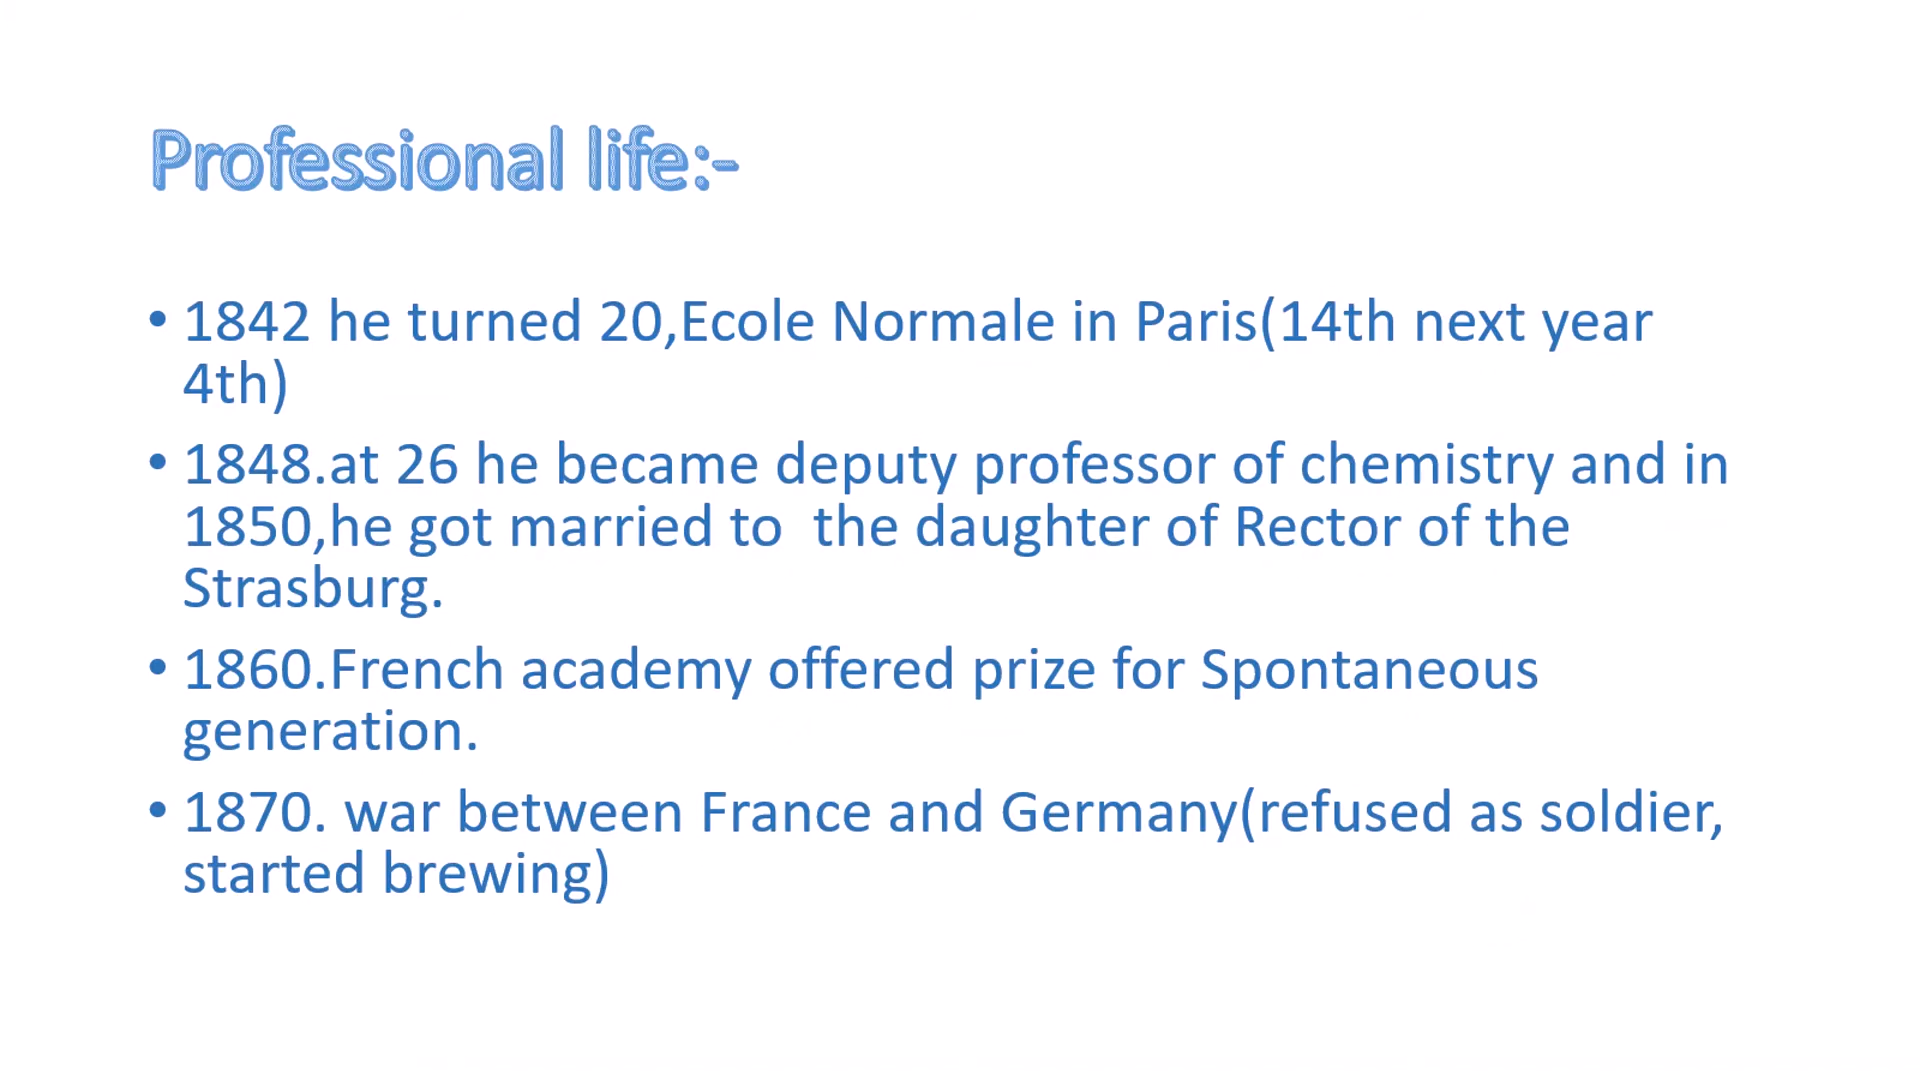 Professional life:-
• 1842 he turned 20,Ecole Normale in Paris(14th next year
4th)
• 1848.at 26 he became deputy professor of chemistry and in
1850,he got married to  the daughter of Rector of the
Strasburg.
• 1860.French academy offered prize for Spontaneous
generation.
• 1870. war between France and Germany(refused as soldier,
started brewing)